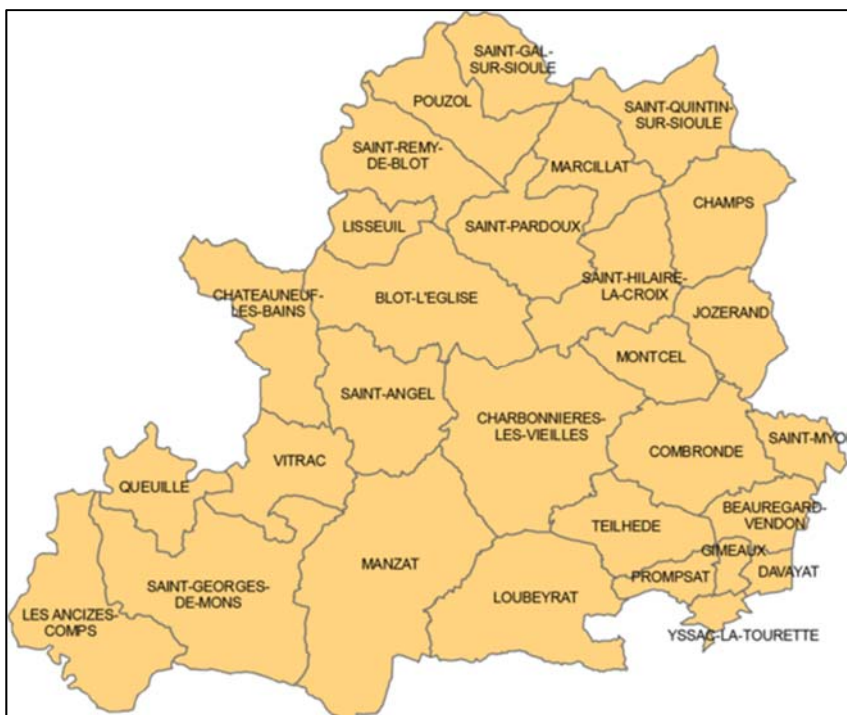 SAINT-GAL-
SUR-SIOULE
POUZOL
SAINT-QUINTIN-
SUR-SIOULE
SAINT-REMY-
DE-BLOT
MARCILLAT
CHAMPS
LISSEUIL
SAINT-PARDOUX
SAINT-HILAIRE-
LA-CROIX
CHATEAUNEUF-
LES-BAINS
BLOT-L'EGLISE
JOZERAND
MONTCEL
SAINT-ANGEL
CHARBONNIERES-
LES-VIEILLES
COMBRONDE
SAINT-MYO
VITRAC
QUEUILLE
BEAUREGARD-
VENDON
TEILHEDE
GIMEAUX
MANZAT
PROMPSAT
DAVAYAT
SAINT-GEORGES-
DE-MONS
LOUBEYRAT
LES ANCIZES-
COMPS
YSSAC-LA-TOURETTE